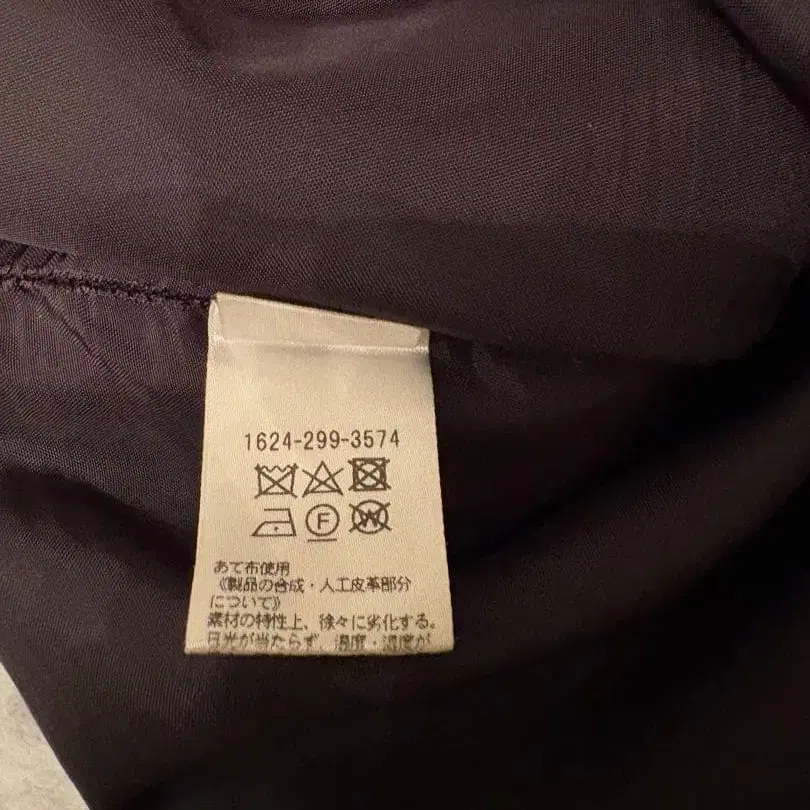 1624-299-3574
F
W
あて布使用
《製品の合成・人工皮革部分
について》
素材の特性上、徐々に劣化する。
日光が当たらず、温度・湿度が